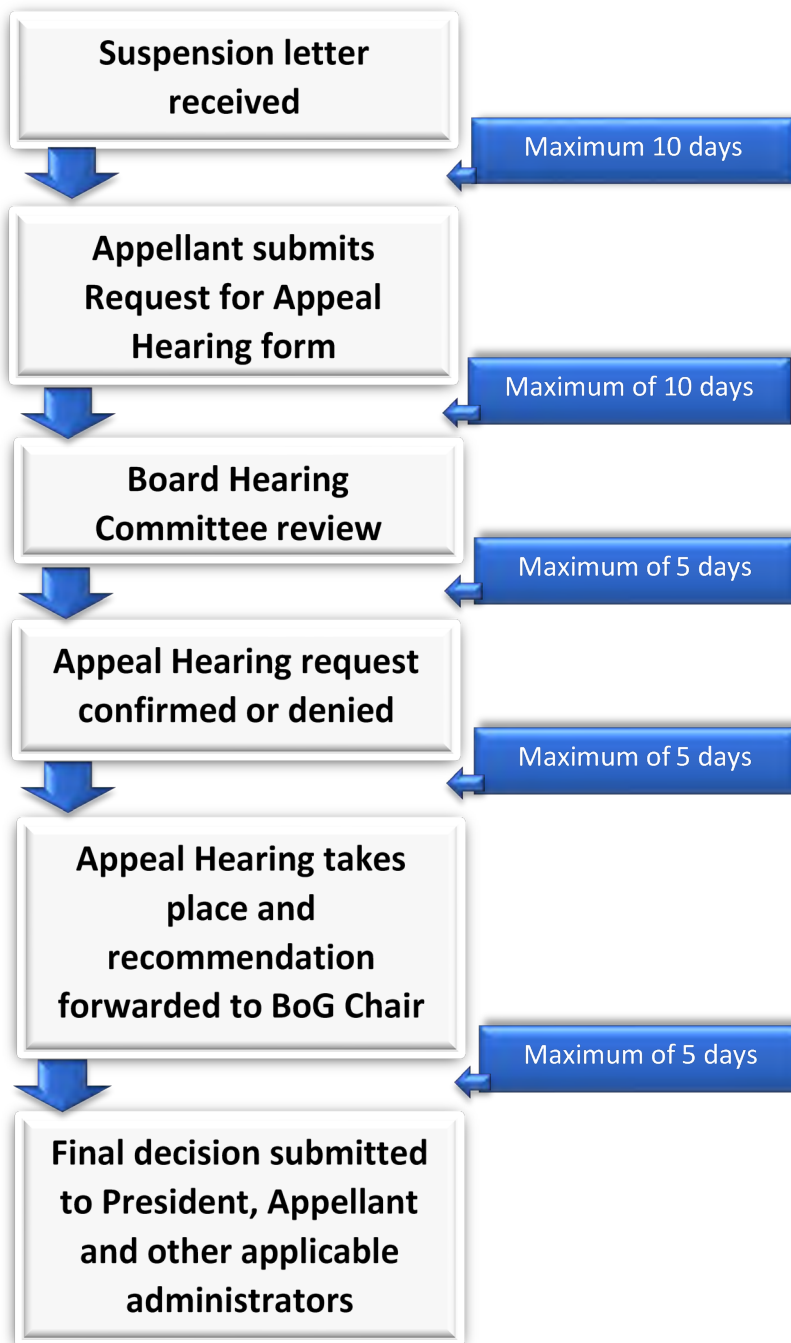 Suspension letter
received
Maximum 10 days
Appellant submits
Request for Appeal
Hearing form
Maximum of 10 days
Board Hearing
Committee review
Maximum of 5 days
Appeal Hearing request
confirmed or denied
Maximum of 5 days
Appeal Hearing takes
place and
recommendation
forwarded to BoG Chair
Maximum of 5 days
Final decision submitted
to President, Appellant
and other applicable
administrators